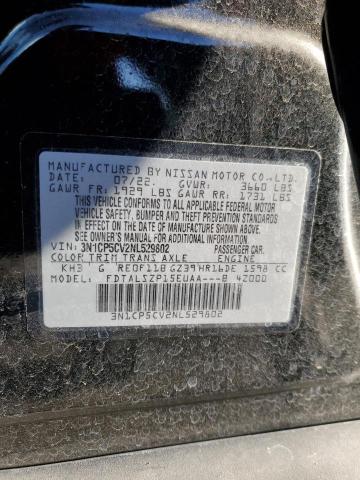 MANUFACTURED BY NISSAN MOTOR CO.,LTD.
DATE: 07/22. GVWR: 3660 LBS
GAWR FR: 1929 LBS GAWR RR: 1731 LBS
THIS VEHICLE CONFORMS TO ALL APPLICABLE FEDERAL MOTOR
VEHICLE SAFETY, BUMPER AND THEFT PREVENTION STANDARDS
IN EFFECT ON THE DATE OF MANUFACTURE SHOWN ABOVE.
See Owners Manual For Additional Information
VIN: 3N1CP5CV2NL529802 PASSENGER CAR.
COLOR TRIM TRANS AXLE ENGINE
KH3 G RE0F11B GZ39 HR16DE 1598 CC
MODEL: FDTALSZP15EUAA---B 4Z000
3N1CP5CV2NL529802